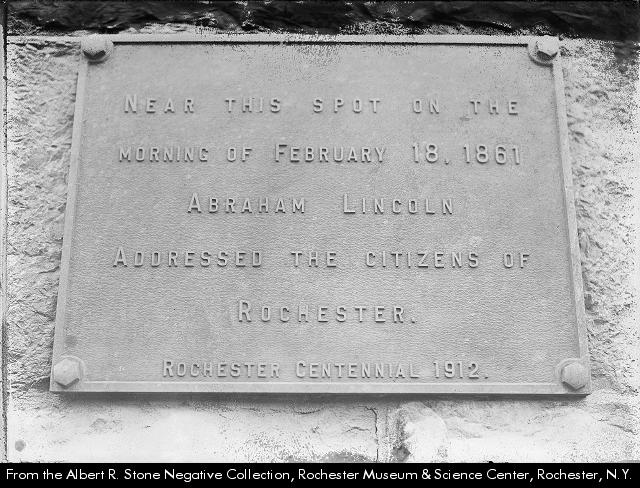 NEAR THIS SPOT ON THE
MORNING OF FEBRUARY 18, 1861
ABRAHAM LINCOLN
ADDRESSED THE CITIZENS OF
ROCHESTER.
ROCHESTER CENTENNIAL 1912.
From the Albert R. Stone Negative Collection, Rochester Museum & Science Center, Rochester, N.Y.